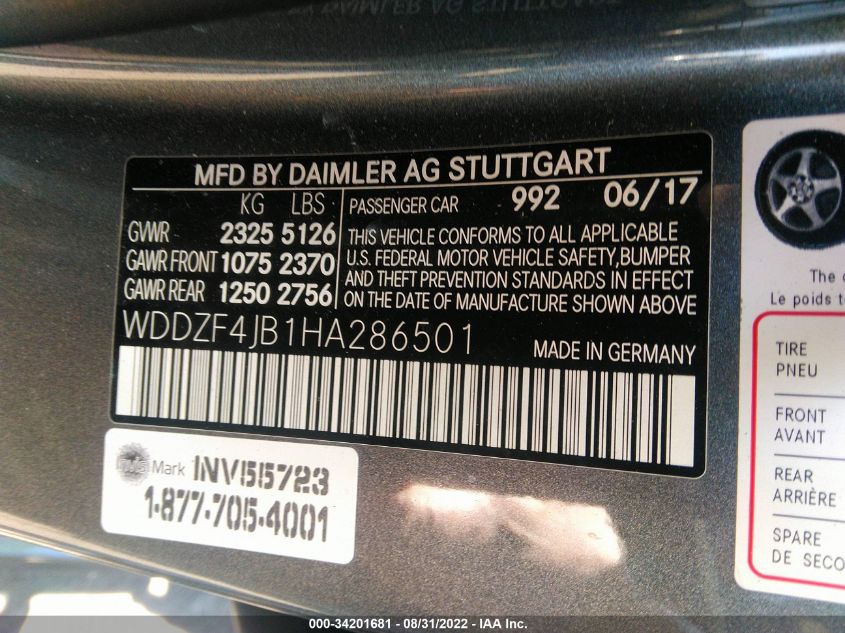 MFD BY DAIMLER AG STUTTGART
KG LBS
GVWR 2325 5126
GAWR FRONT 1075 2370
GAWR REAR 1250 2756
PASSENGER CAR 992 06/17
THIS VEHICLE CONFORMS TO ALL APPLICABLE
U.S. FEDERAL MOTOR VEHICLE SAFETY,BUMPER
AND THEFT PREVENTION STANDARDS IN EFFECT
ON THE DATE OF MANUFACTURE SHOWN ABOVE
WDDZF4JB1HA286501 MADE IN GERMANY
Mark 1NV55723
1-877-705-4001
The
Le poids
TIRE
PNEU
FRONT
AVANT
REAR
ARRIÈRE
SPARE
DE
000-34201681 - 08/31/2022 - IAA Inc.